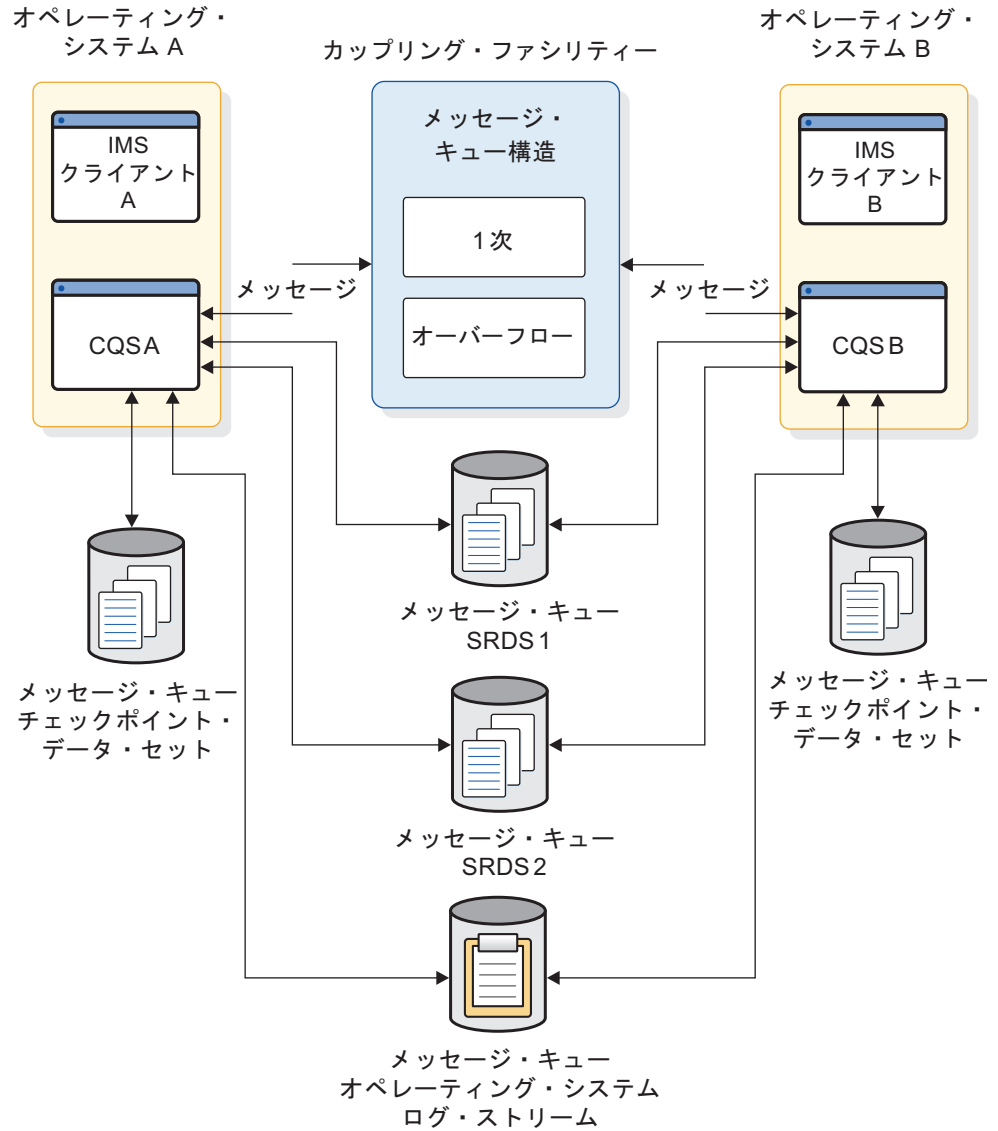 オペレーティング・
システム A
カップリング・ファシリティー
オペレーティング・
システム B
IMS
クライアント
A
メッセージ・
キュー構造
1次
オーバーフロー
IMS
クライアント
B
メッセージ
メッセージ
CQSA
CQSB
メッセージ・キュー
SRDS1
メッセージ・キュー
チェックポイント・
データ・セット
メッセージ・キュー
チェックポイント・
データ・セット
メッセージ・キュー
SRDS2
メッセージ・キュー
オペレーティング・システム
ログ・ストリーム